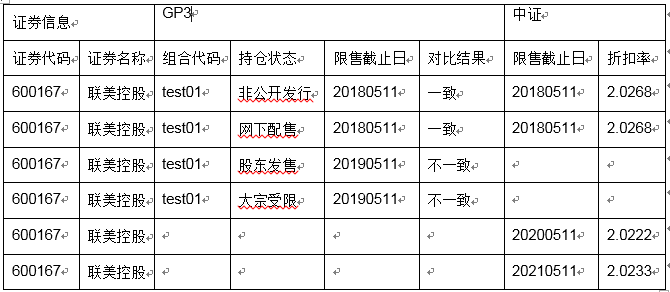 证券信息 GP3 中证
证券代码 证券名称 组合代码 持仓状态 限售截止日 对比结果 限售截止日 折扣率
600167 联美控股 test01 非公开发行 20180511 一致 20180511 2.0268
600167 联美控股 test01 网下配售 20180511 一致 20180511 2.0268
600167 联美控股 test01 股东发售 20190511 不一致
600167 联美控股 test01 大宗受限 20190511 不一致
600167 联美控股 20200511 2.0222
600167 联美控股 20210511 2.0233